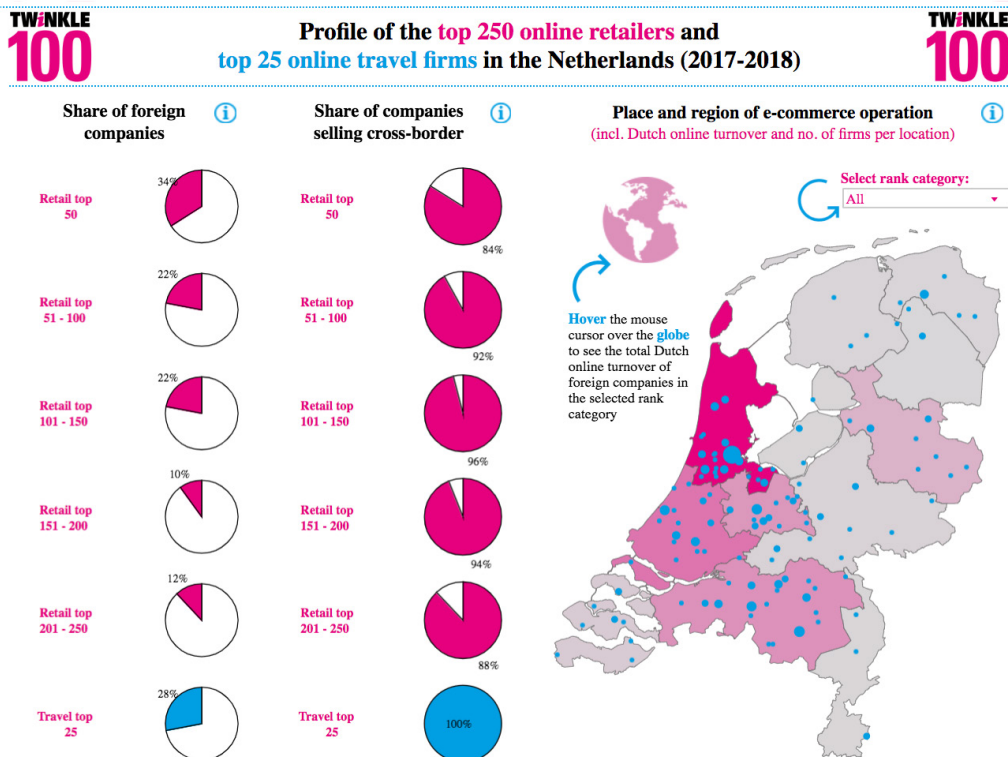 TWiNKLE
100
Profile of the top 250 online retailers and
top 25 online travel firms in the Netherlands (2017-2018)
TWiNKLE
100
Share of foreign
companies
i
Share of companies
selling cross-border
i
Place and region of e-commerce operation
(incl. Dutch online turnover and no. of firms per location)
i
Retail top
50
34%
Retail top
50
84%
Retail top
51 - 100
22%
Retail top
51 - 100
92%
Retail top
101 - 150
22%
Retail top
101 - 150
96%
Retail top
151 - 200
10%
Retail top
151 - 200
94%
Retail top
201 - 250
12%
Retail top
201 - 250
88%
Travel top
25
28%
Travel top
25
100%
Select rank category:
All
Hover the mouse
cursor over the globe
to see the total Dutch
online turnover of
foreign companies in
the selected rank
category